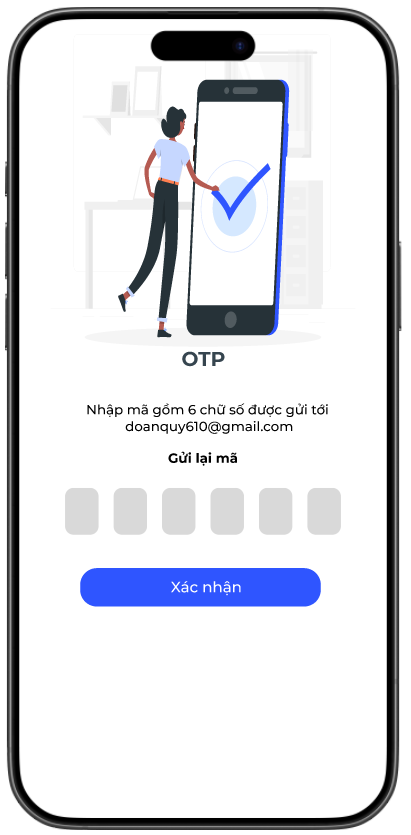 OTP
Nhập mã gồm 6 chữ số được gửi tới
doanquy610@gmail.com
Gửi lại mã
Xác nhận